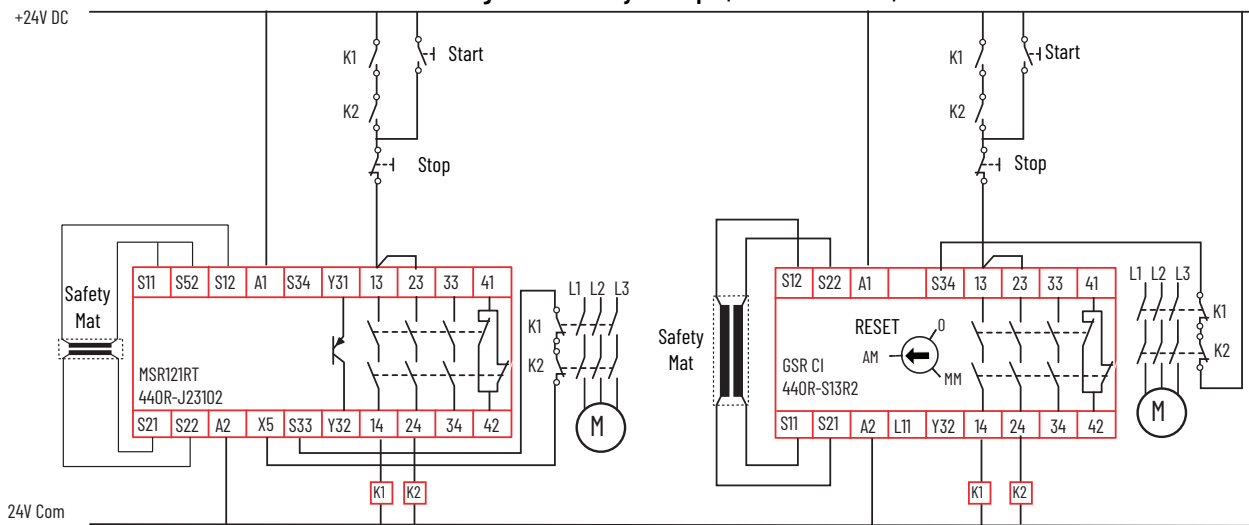 +24V DC
K1
Start
K2
Stop
S11 S52 S12 A1 S34 Y31 13 23 33 41
Safety
Mat
MSR121RT
440R-J23102
S21 S22 A2 X5 S33 Y32 14 24 34 42
L1 L2 L3
K1
K2
M
K1 K2
24V Com
K1
Start
K2
Stop
S12 S22 A1 S34 13 23 33 41
Safety
Mat
RESET
0
AM
MM
GSR CI
440R-S13R2
S11 S21 A2 L11 Y32 14 24 34 42
L1 L2 L3
K1
K2
M
K1 K2